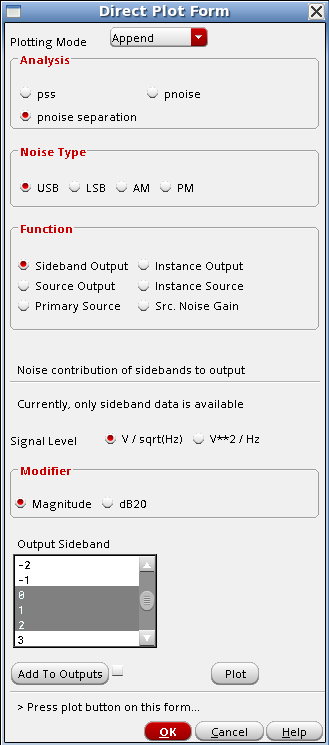 Direct Plot Form
Plotting Mode Append
Analysis
pss pnoise
pnoise separation
Noise Type
USB LSB AM PM
Function
Sideband Output Instance Output
Source Output Instance Source
Primary Source Src. Noise Gain
Noise contribution of sidebands to output
Currently, only sideband data is available
Signal Level V / sqrt(Hz) V**2 / Hz
Modifier
Magnitude dB20
Output Sideband
-2
-1
0
1
2
3
Add To Outputs Plot
> Press plot button on this form...
OK Cancel Help